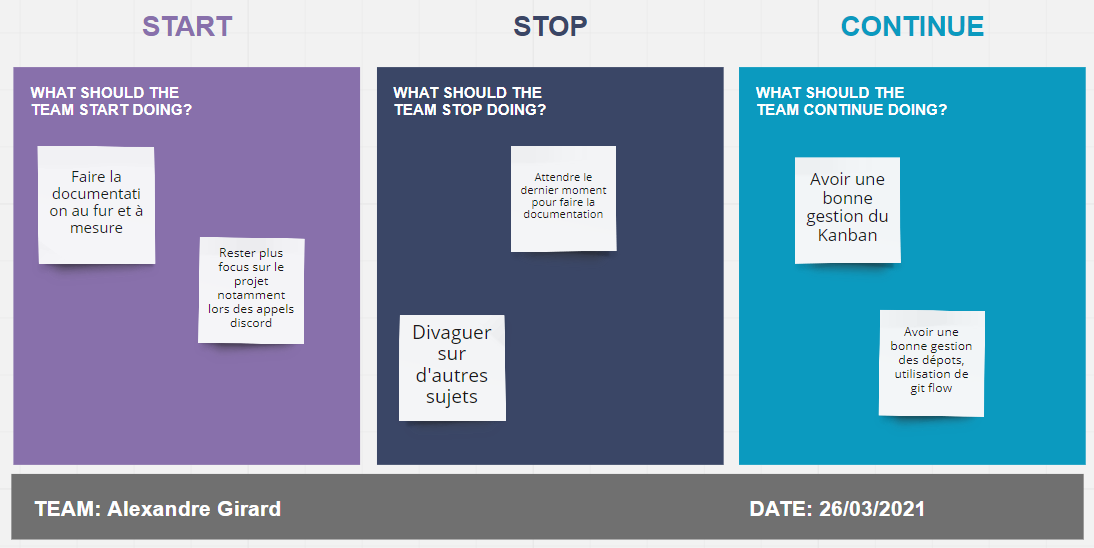 START
STOP
CONTINUE
WHAT SHOULD THE
TEAM START DOING?
Faire la
documentati
on au fur et à
mesure
Rester plus
focus sur le
projet
notamment
lors des appels
discord
WHAT SHOULD THE
TEAM STOP DOING?
Attendre le
dernier moment
pour faire la
documentation
Divaguer
sur
d'autres
sujets
WHAT SHOULD THE
TEAM CONTINUE DOING?
Avoir une
bonne
gestion du
Kanban
Avoir une
bonne gestion
des dépots,
utilisation de
git flow
TEAM: Alexandre Girard
DATE: 26/03/2021